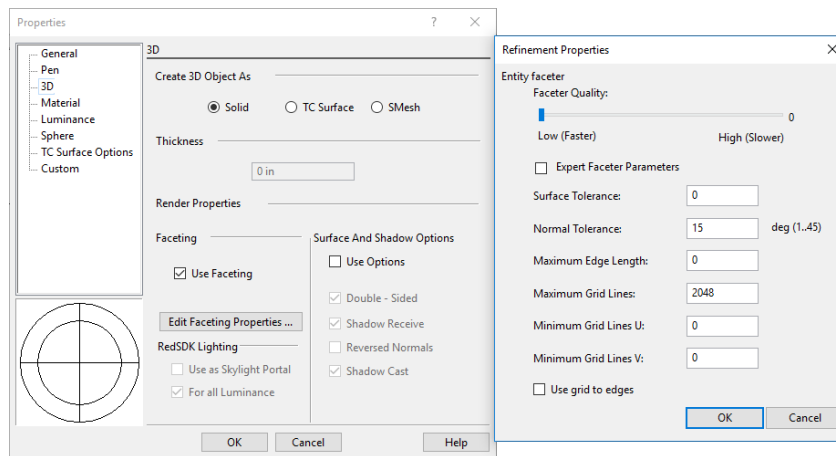 Properties
?
General
Pen
3D
Material
Luminance
Sphere
TC Surface Options
Custom
3D
Create 3D Object As
Solid
TC Surface
SMesh
Thickness
0 in
Render Properties
Faceting
Use Faceting
Edit Faceting Properties ...
RedSDK Lighting
Use as Skylight Portal
For all Luminance
Surface And Shadow Options
Use Options
Double - Sided
Shadow Receive
Reversed Normals
Shadow Cast
OK
Cancel
Help
Refinement Properties
Entity faceter
Faceter Quality:
0
Low (Faster)
High (Slower)
Expert Faceter Parameters
Surface Tolerance:
0
Normal Tolerance:
15
deg (1..45)
Maximum Edge Length:
0
Maximum Grid Lines:
2048
Minimum Grid Lines U:
0
Minimum Grid Lines V:
0
Use grid to edges
OK
Cancel